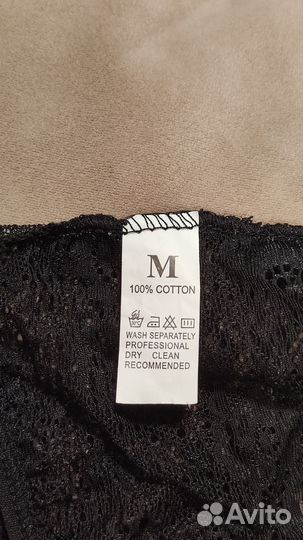 M
100% COTTON
WASH SEPARATELY
PROFESSIONAL
DRY CLEAN
RECOMMENDED
Avito